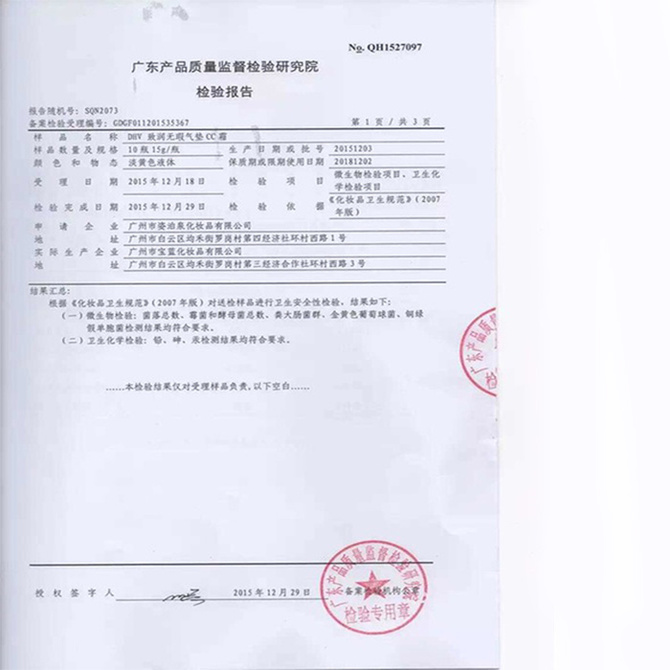 No. QH1527097
广东产品质量监督检验研究院
检验报告
报告随机号: SQN2073
备案检验受理编号: GDGF011201535367 第 1 页 / 共 3 页
样品名称 DHV 致润无瑕气垫 CC 霜
样品数量及规格 10 瓶 15g/瓶 生产日期或批号 20151203
颜色和物态 淡黄色液体 保质期或限期使用日期 20181202
受理日期 2015 年 12 月 18 日 检验项目 微生物检验项目、卫生化学检验项目
检验完成日期 2015 年 12 月 29 日 检验依据 《化妆品卫生规范》(2007 年版)
申请企业 广州市姿泊泉化妆品有限公司
地址 广州市白云区均禾街罗岗村第四经济社环村西路 1 号
实际生产企业 广州市宝蓝化妆品有限公司
地址 广州市白云区均禾街罗岗村第三经济合作社环村西路 3 号
结果汇总:
根据《化妆品卫生规范》(2007 年版) 对送检样品进行卫生安全性检验, 结果如下:
(一) 微生物检验: 菌落总数、霉菌和酵母菌总数、粪大肠菌群、金黄色葡萄球菌、铜绿
假单胞菌检测结果均符合要求。
(二) 卫生化学检验: 铅、砷、汞检测结果均符合要求。
......本检验结果仅对受理样品负责, 以下空白......
授权签字人 2015 年 12 月 29 日 备案检验机构公章
广东产品质量监督检验研究院
检验专用章
广东产品质
检